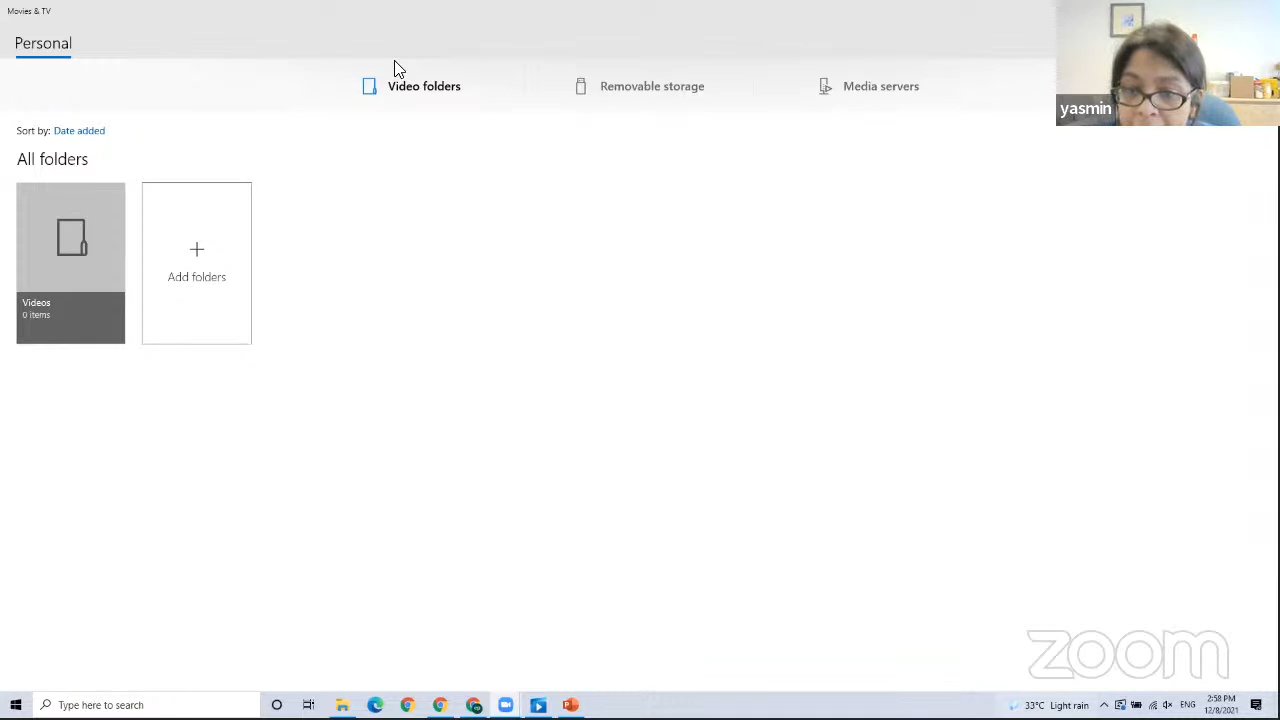 Movies & TV
Personal
Video folders
Removable storage
Media servers
yasmin
Sort by: Date added
All folders
Add folders
Videos
0 items
zoom
Type here to search
33°C Light rain
ENG
2:58 PM
12/8/2021